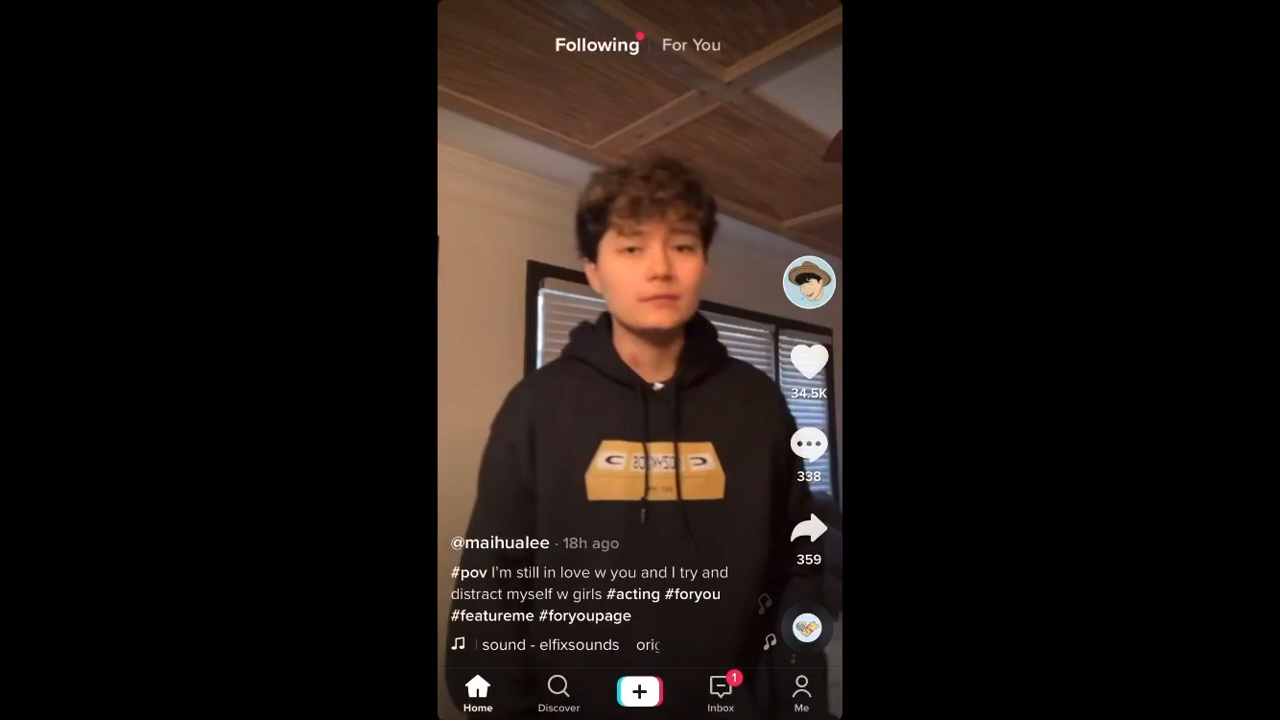 Following For You
34.5K
338
359
@maihualee · 18h ago
#pov I'm still in love w you and I try and
distract myself w girls #acting #foryou
#featureme #foryoupage
sound - elfixsounds
1
Home Discover Inbox Me